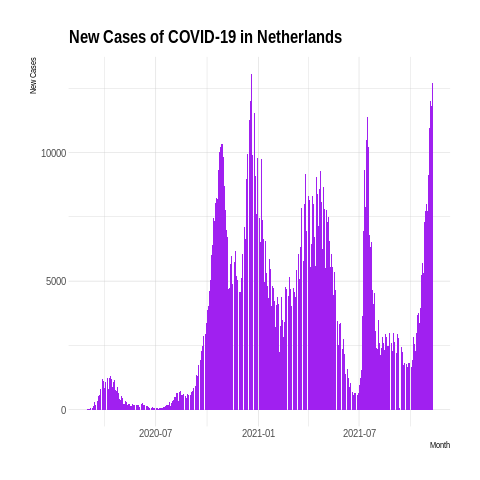 New Cases of COVID-19 in Netherlands
New Cases
10000
5000
0
2020-07
2021-01
2021-07
Month